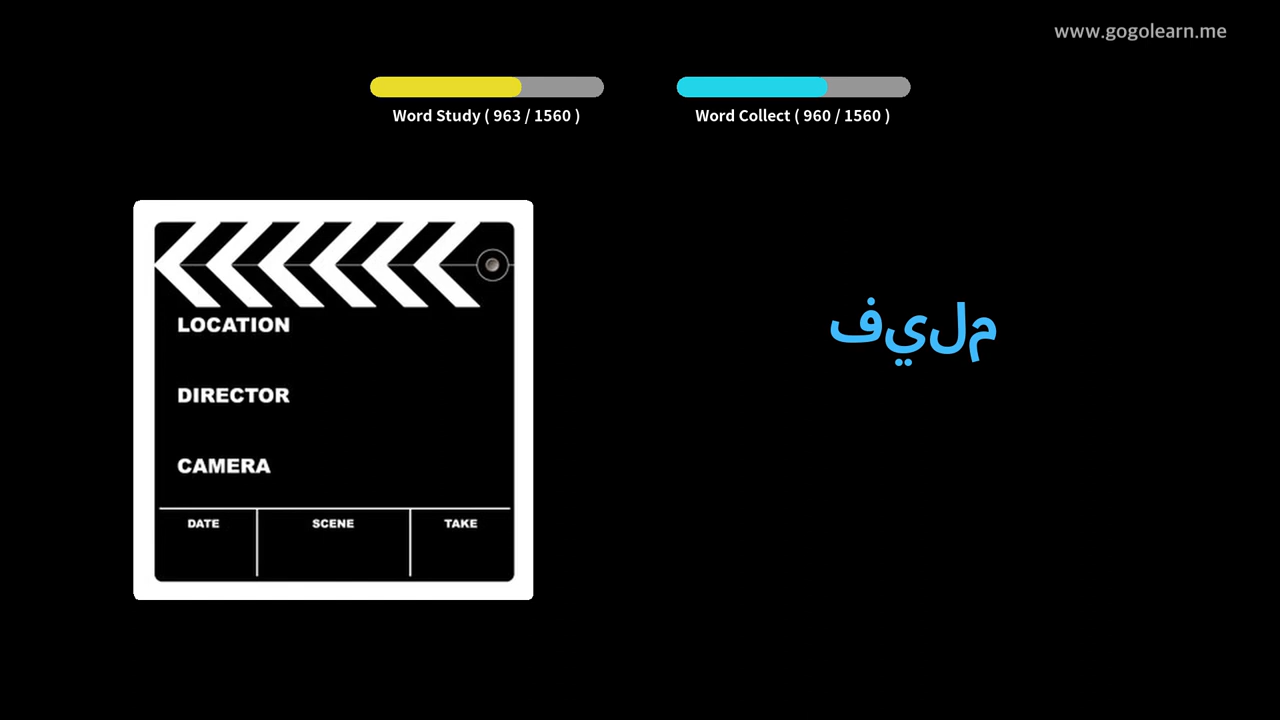 www.gogolearn.me
Word Study ( 963 / 1560 )
Word Collect ( 960 / 1560 )
LOCATION
DIRECTOR
CAMERA
DATE SCENE TAKE
فيلم